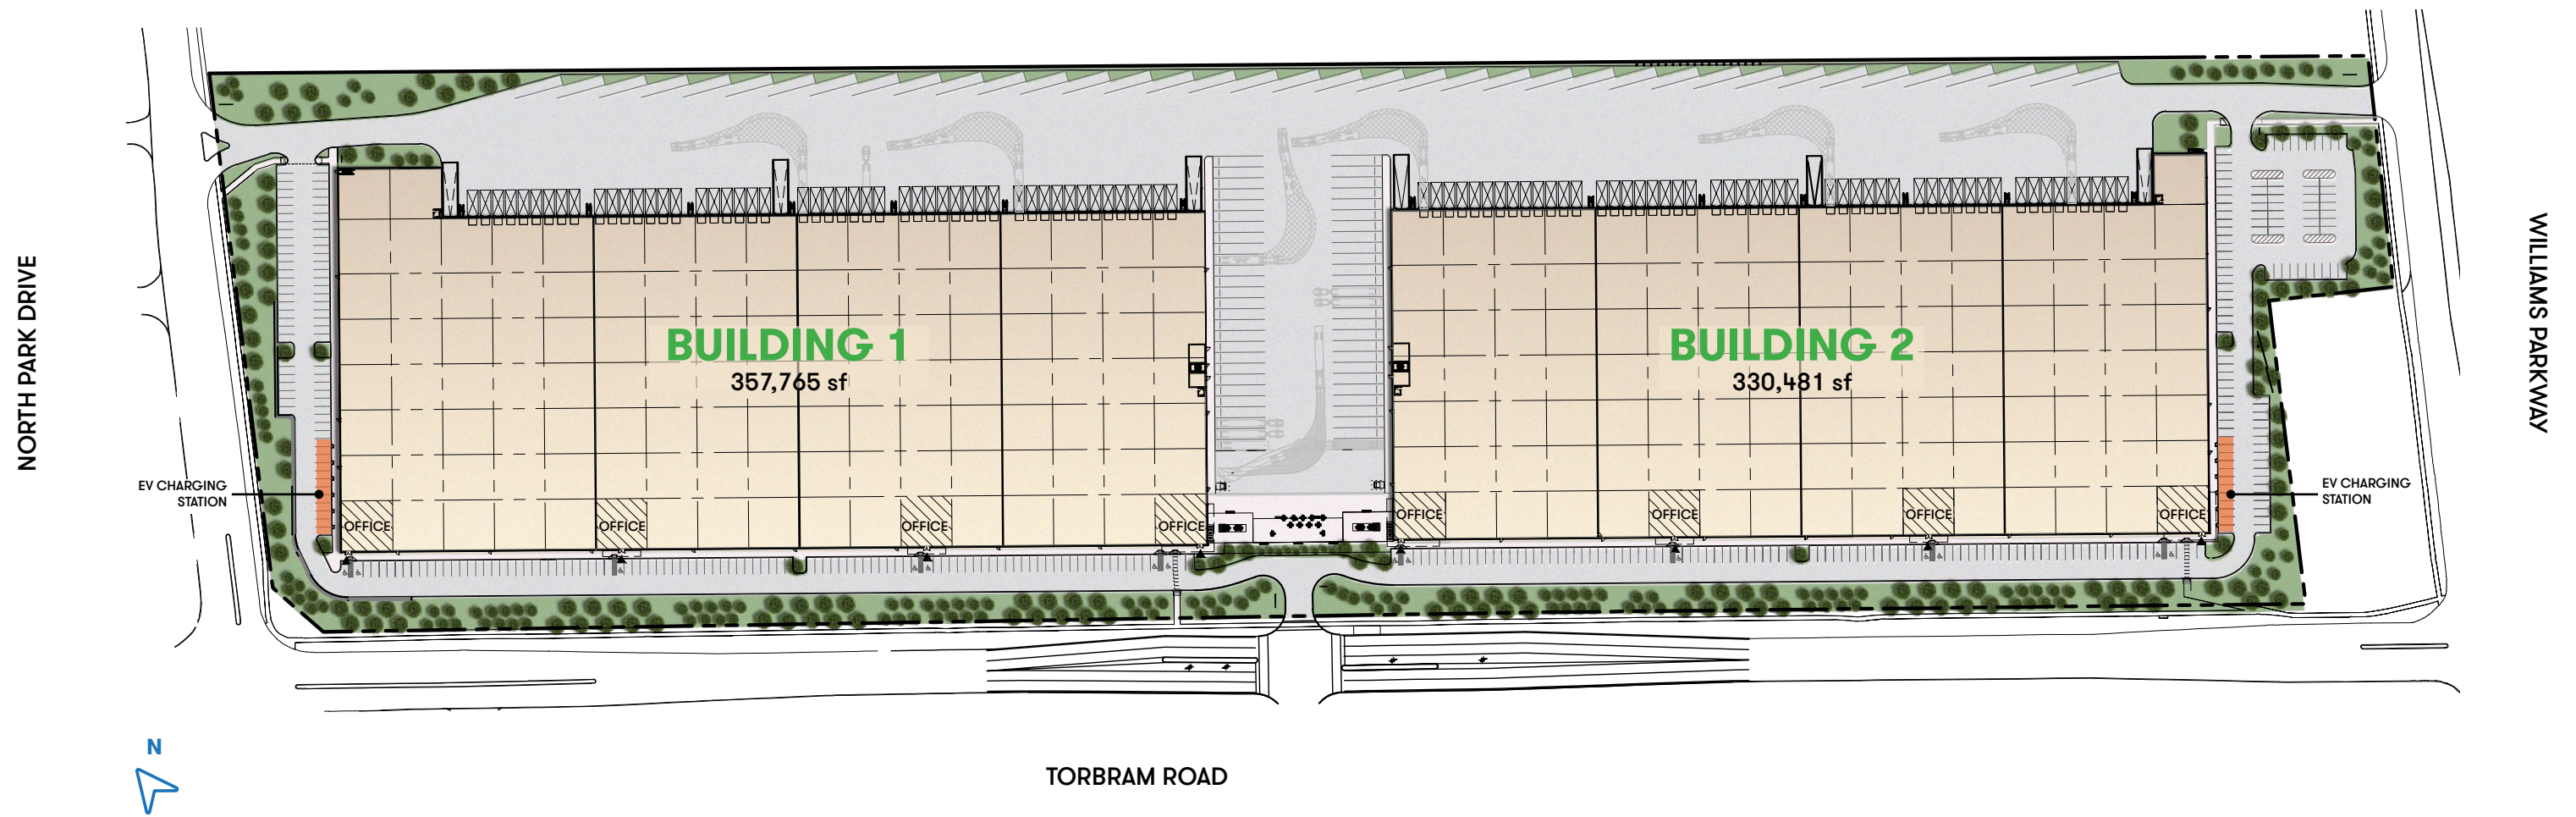 NORTH PARK DRIVE
WILLIAMS PARKWAY
BUILDING 1
357,765 sf
BUILDING 2
330,481 sf
EV CHARGING
STATION
EV CHARGING
STATION
OFFICE
OFFICE
OFFICE
OFFICE
OFFICE
OFFICE
OFFICE
OFFICE
N
TORBRAM ROAD